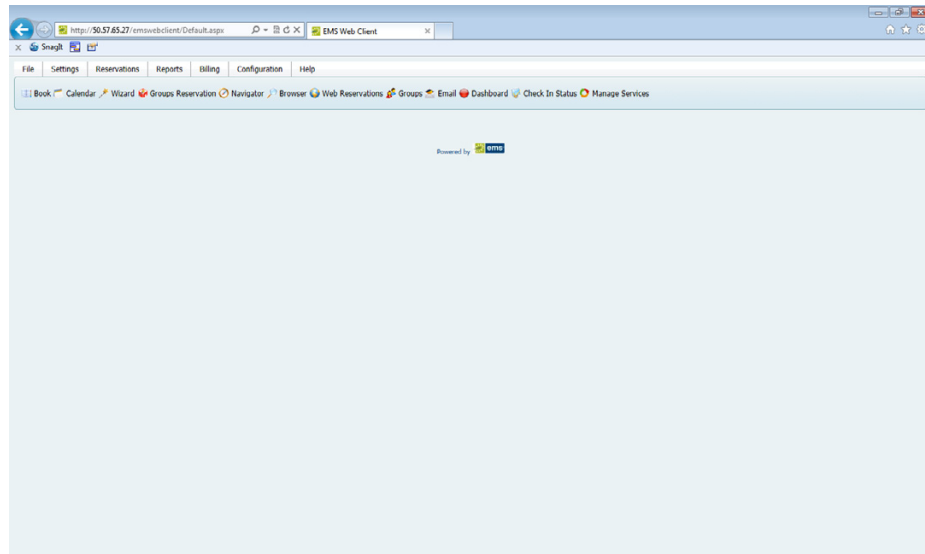 http://50.57.65.27/emswebclient/Default.aspx EMS Web Client
SnagIt
File Settings Reservations Reports Billing Configuration Help
Book Calendar Wizard Groups Reservation Navigator Browser Web Reservations Groups Email Dashboard Check In Status Manage Services
Powered by ems